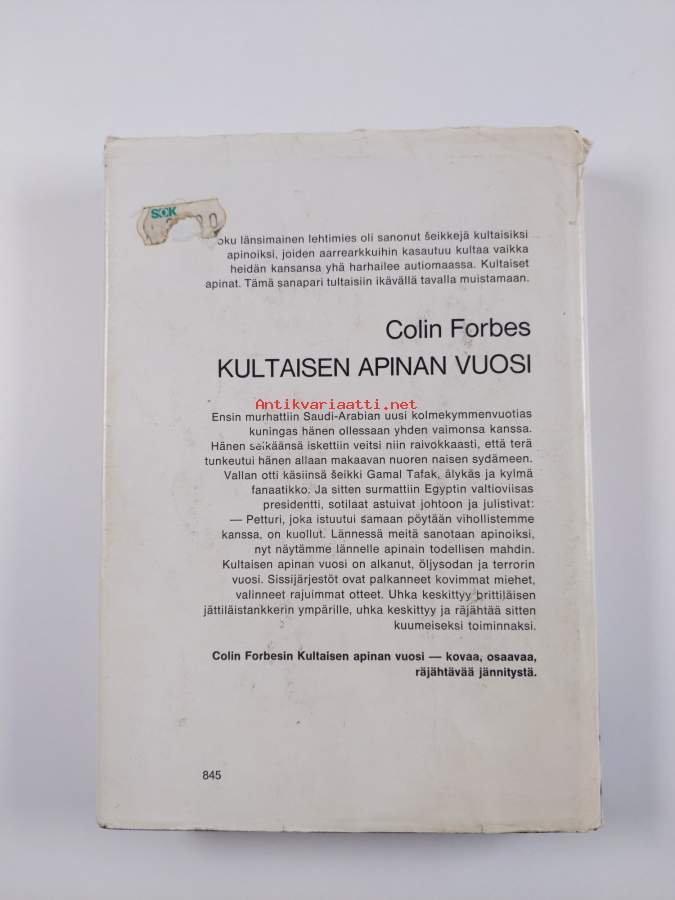 SOK
länsimainen lehtimies oli sanonut šeikkejä kultaisiksi
apinoiksi, joiden aarrearkkuihin kasautuu kultaa vaikka
heidän kansansa yhä harhailee autiomaassa. Kultaiset
apinat. Tämä sanapari tultaisiin ikävällä tavalla muistamaan.
Colin Forbes
KULTAISEN APINAN VUOSI
Antikvariaatti.net
Ensin murhattiin Saudi-Arabian uusi kolmekymmenvuotias
kuningas hänen ollessaan yhden vaimonsa kanssa.
Hänen selkäänsä iskettiin veitsi niin raivokkaasti, että terä
tunkeutui hänen allaan makaavan nuoren naisen sydämeen.
Vallan otti käsiinsä šeikki Gamal Tafak, älykäs ja kylmä
fanaatikko. Ja sitten surmattiin Egyptin valtioviisas
presidentti, sotilaat astuivat johtoon ja julistivat:
— Petturi, joka istuutui samaan pöytään vihollistemme
kanssa, on kuollut. Lännessä meitä sanotaan apinoiksi,
nyt näytämme lännelle apinain todellisen mahdin.
Kultaisen apinan vuosi on alkanut, öljysodan ja terrorin
vuosi. Sissijärjestöt ovat palkanneet kovimmat miehet,
valinneet rajuimmat otteet. Uhka keskittyy brittiläisen
jättiläistankkerin ympärille, uhka keskittyy ja räjähtää sitten
kuumeiseksi toiminnaksi.
Colin Forbesin Kultaisen apinan vuosi — kovaa, osaavaa,
räjähtävää jännitystä.
845